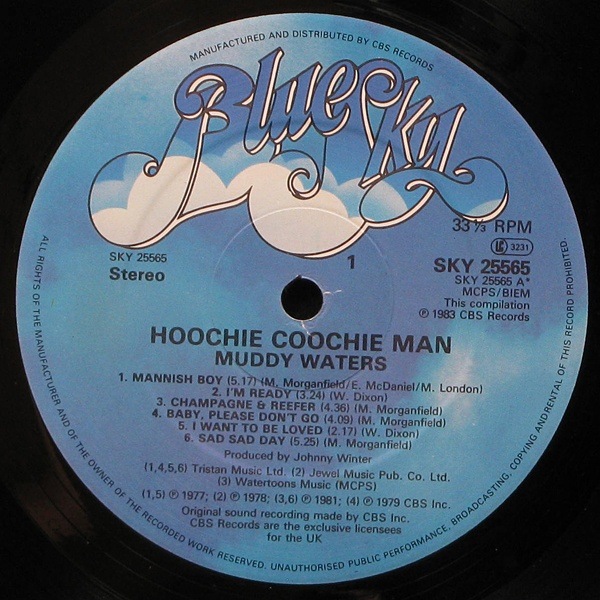 MANUFACTURED AND DISTRIBUTED BY CBS RECORDS
Blue Sky
33 1/3 RPM
LC 3231
SKY 25565
Stereo
1
SKY 25565
SKY 25565 A*
MCPS/BIEM
This compilation
℗ 1983 CBS Records
HOOCHIE COOCHIE MAN
MUDDY WATERS
1. MANNISH BOY (5.17) (M. Morganfield/E. McDaniel/M. London)
2. I'M READY (3.24) (W. Dixon)
3. CHAMPAGNE & REEFER (4.36) (M. Morganfield)
4. BABY, PLEASE DON'T GO (4.09) (M. Morganfield)
5. I WANT TO BE LOVED (2.17) (W. Dixon)
6. SAD SAD DAY (5.25) (M. Morganfield)
Produced by Johnny Winter
(1,4,5,6) Tristan Music Ltd. (2) Jewel Music Pub. Co. Ltd.
(3) Watertoons Music (MCPS)
(1,5) ℗ 1977; (2) ℗ 1978; (3,6) ℗ 1981; (4) ℗ 1979 CBS Inc.
Original sound recording made by CBS Inc.
CBS Records are the exclusive licensees
for the UK
ALL RIGHTS OF THE MANUFACTURER AND OF THE OWNER OF THE RECORDED WORK RESERVED. UNAUTHORISED PUBLIC PERFORMANCE, BROADCASTING, COPYING AND RENTAL OF THIS RECORD PROHIBITED.